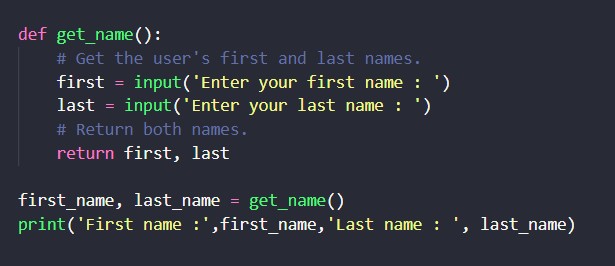 def get_name():
    # Get the user's first and last names.
    first = input('Enter your first name : ')
    last = input('Enter your last name : ')
    # Return both names.
    return first, last

first_name, last_name = get_name()
print('First name :',first_name,'Last name : ', last_name)